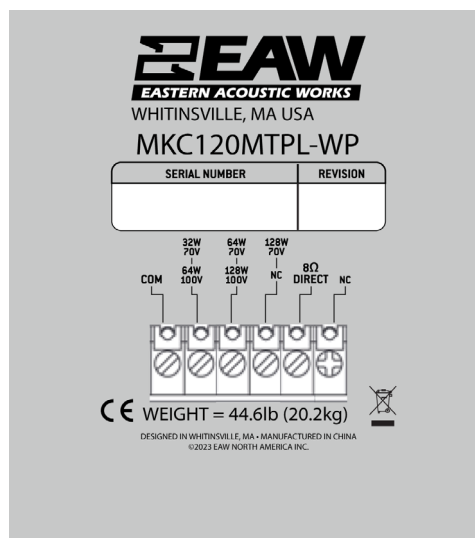 EAW
EASTERN ACOUSTIC WORKS
WHITINSVILLE, MA USA
MKC120MTPL-WP
SERIAL NUMBER REVISION
COM
32W
70V
64W
100V
64W
70V
128W
100V
128W
70V
NC
8Ω
DIRECT
NC
CE WEIGHT = 44.6lb (20.2kg)
DESIGNED IN WHITINSVILLE, MA • MANUFACTURED IN CHINA
©2023 EAW NORTH AMERICA INC.